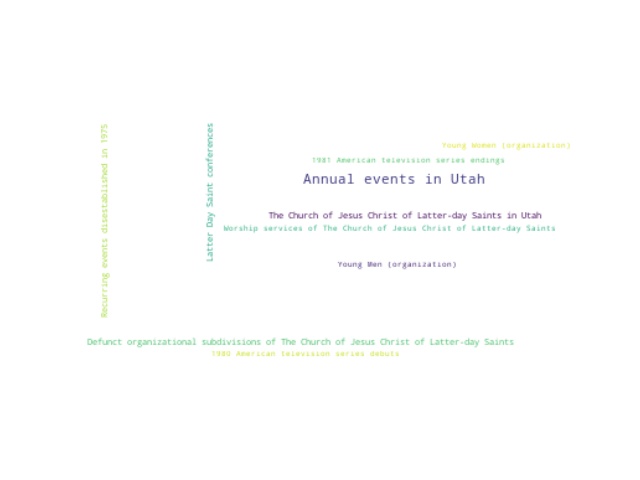 Recurring events disestablished in 1975
Latter Day Saint conferences
Young Women (organization)
1981 American television series endings
Annual events in Utah
The Church of Jesus Christ of Latter-day Saints in Utah
Worship services of The Church of Jesus Christ of Latter-day Saints
Young Men (organization)
Defunct organizational subdivisions of The Church of Jesus Christ of Latter-day Saints
1980 American television series debuts